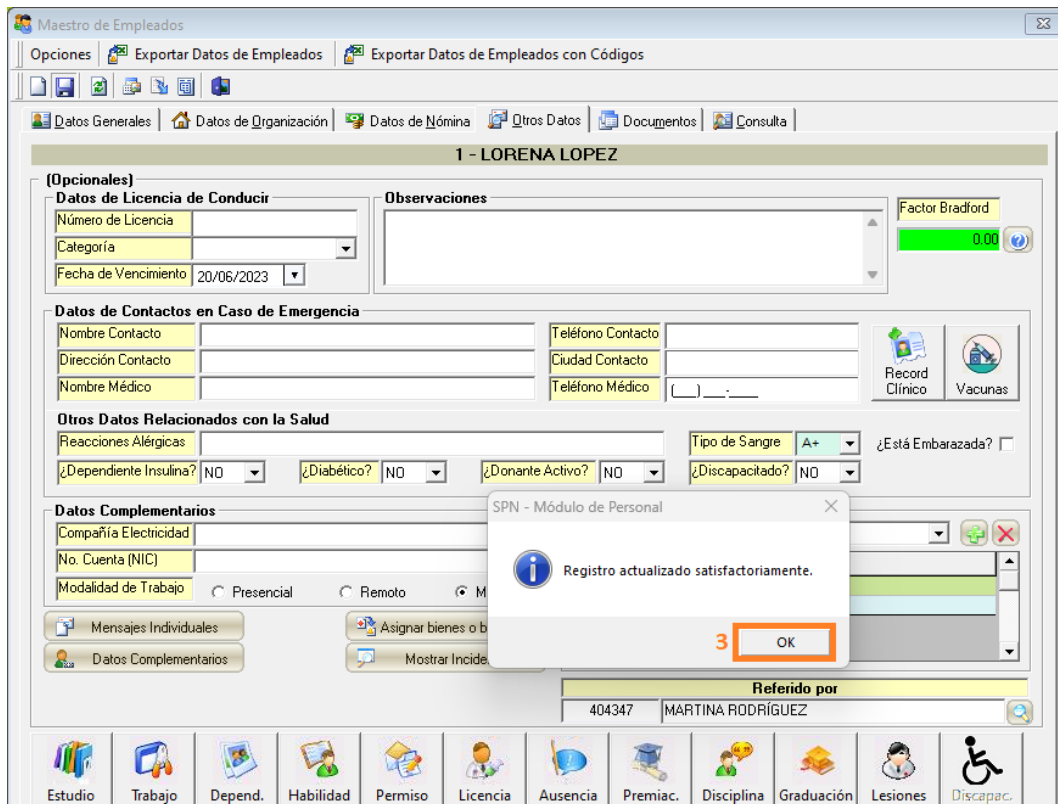 Maestro de Empleados
Opciones Exportar Datos de Empleados Exportar Datos de Empleados con Códigos
Datos Generales Datos de Organización Datos de Nómina Otros Datos Documentos Consulta
1 - LORENA LOPEZ
(Opcionales)
Datos de Licencia de Conducir Observaciones
Número de Licencia Factor Bradford
Categoría 0.00
Fecha de Vencimiento 20/06/2023
Datos de Contactos en Caso de Emergencia
Nombre Contacto Teléfono Contacto
Dirección Contacto Ciudad Contacto
Nombre Médico Teléfono Médico (__)___-____
Record Clínico Vacunas
Otros Datos Relacionados con la Salud
Reacciones Alérgicas Tipo de Sangre A+ ¿Está Embarazada?
¿Dependiente Insulina? NO ¿Diabético? NO ¿Donante Activo? NO ¿Discapacitado? NO
Datos Complementarios
Compañía Electricidad
No. Cuenta (NIC)
Modalidad de Trabajo Presencial Remoto M
SPN - Módulo de Personal
Registro actualizado satisfactoriamente.
3 OK
Mensajes Individuales Asignar bienes o b
Datos Complementarios Mostrar Incide
Referido por
404347 MARTINA RODRÍGUEZ
Estudio Trabajo Depend. Habilidad Permiso Licencia Ausencia Premiac. Disciplina Graduación Lesiones Discapac.